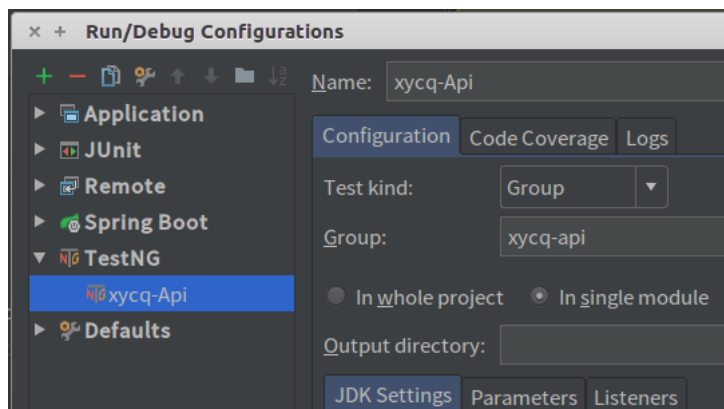 Run/Debug Configurations
Name: xycq-Api
Application
JUnit
Remote
Spring Boot
TestNG
xycq-Api
Defaults
Configuration Code Coverage Logs
Test kind: Group
Group: xycq-api
In whole project In single module
Output directory:
JDK Settings Parameters Listeners